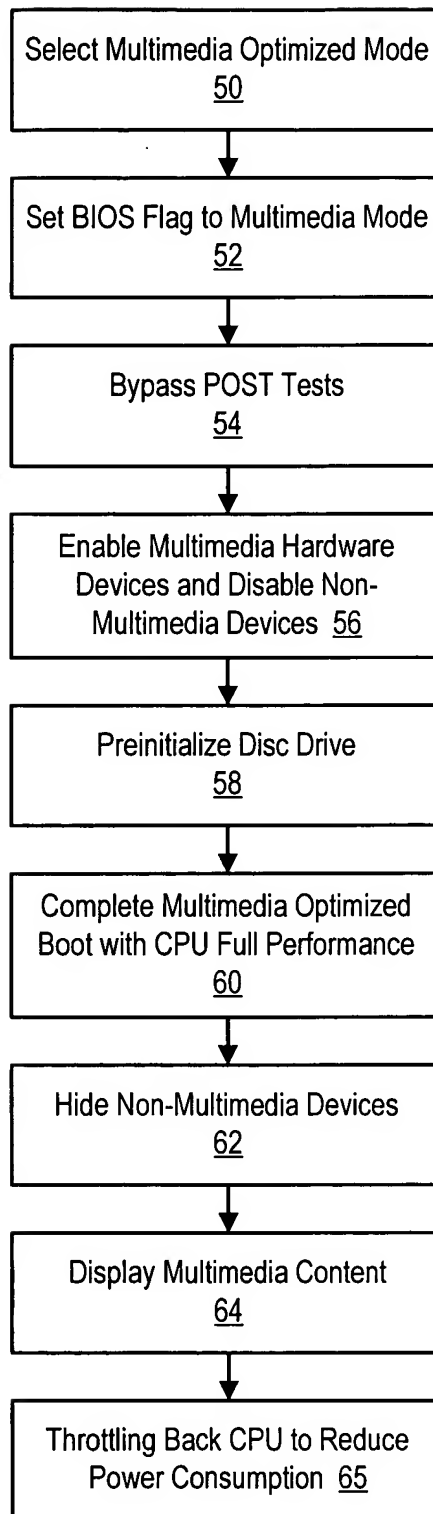 Select Multimedia Optimized Mode
50
Set BIOS Flag to Multimedia Mode
52
Bypass POST Tests
54
Enable Multimedia Hardware
Devices and Disable Non-
Multimedia Devices 56
Preinitialize Disc Drive
58
Complete Multimedia Optimized
Boot with CPU Full Performance
60
Hide Non-Multimedia Devices
62
Display Multimedia Content
64
Throttling Back CPU to Reduce
Power Consumption 65